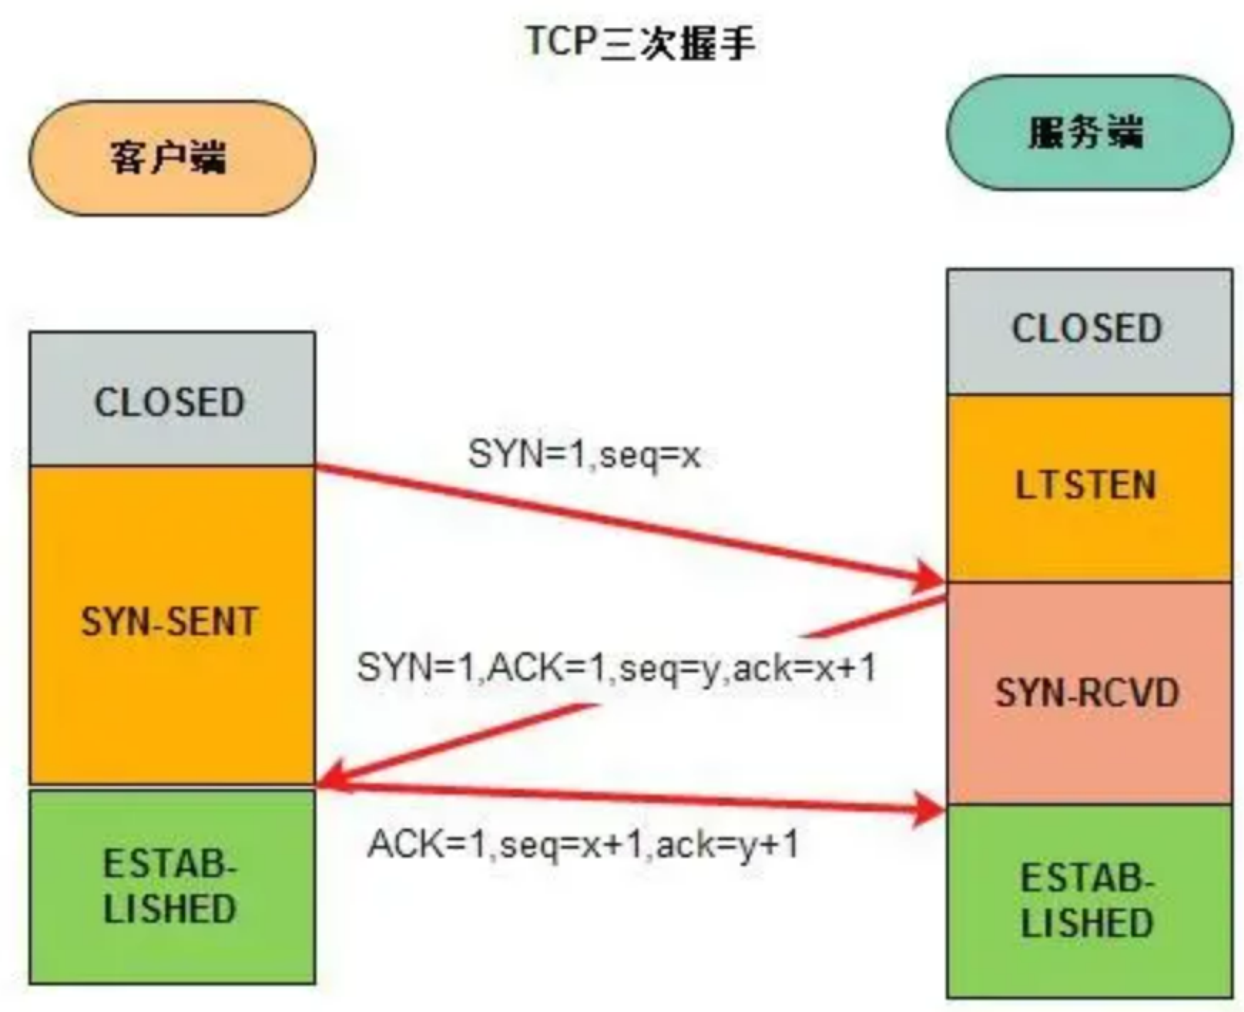 TCP三次握手
客户端
服务端
CLOSED
CLOSED
SYN=1,seq=x
LTSTEN
SYN-SENT
SYN=1,ACK=1,seq=y,ack=x+1
SYN-RCVD
ACK=1,seq=x+1,ack=y+1
ESTAB-
LISHED
ESTAB-
LISHED